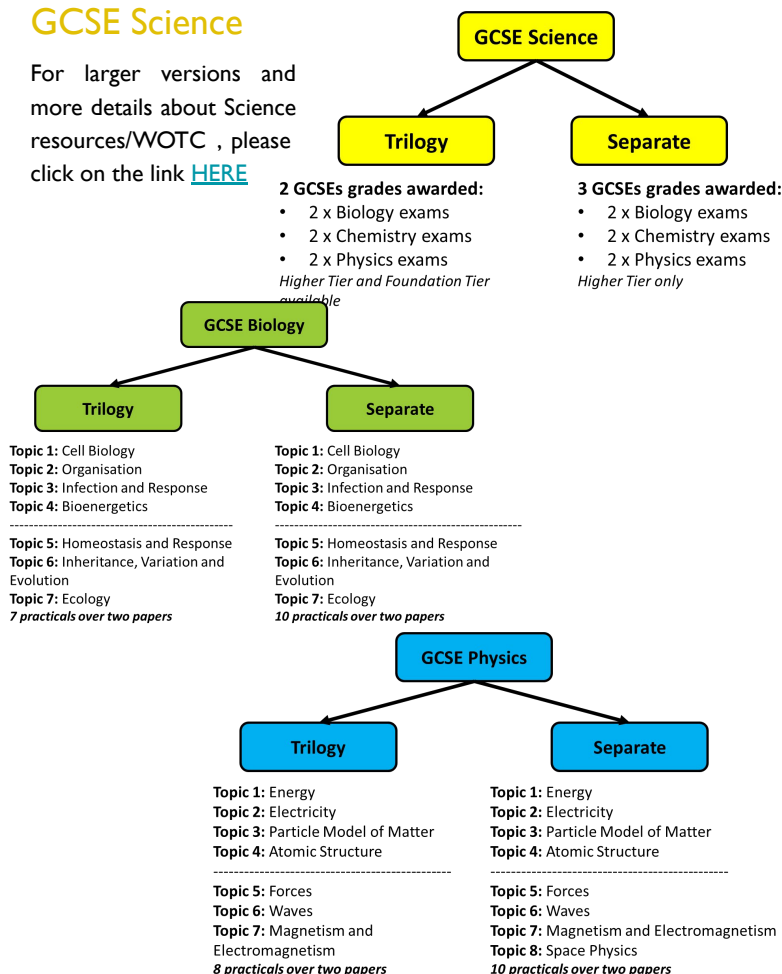 GCSE Science
For larger versions and
more details about Science
resources/WOTC , please
click on the link HERE
GCSE Science
Trilogy
2 GCSEs grades awarded:
• 2 x Biology exams
• 2 x Chemistry exams
• 2 x Physics exams
Higher Tier and Foundation Tier
available
Separate
3 GCSEs grades awarded:
• 2 x Biology exams
• 2 x Chemistry exams
• 2 x Physics exams
Higher Tier only
GCSE Biology
Trilogy
Topic 1: Cell Biology
Topic 2: Organisation
Topic 3: Infection and Response
Topic 4: Bioenergetics
-----------------------------------------------
Topic 5: Homeostasis and Response
Topic 6: Inheritance, Variation and
Evolution
Topic 7: Ecology
7 practicals over two papers
Separate
Topic 1: Cell Biology
Topic 2: Organisation
Topic 3: Infection and Response
Topic 4: Bioenergetics
----------------------------------------------------
Topic 5: Homeostasis and Response
Topic 6: Inheritance, Variation and
Evolution
Topic 7: Ecology
10 practicals over two papers
GCSE Physics
Trilogy
Topic 1: Energy
Topic 2: Electricity
Topic 3: Particle Model of Matter
Topic 4: Atomic Structure
-----------------------------------------------
Topic 5: Forces
Topic 6: Waves
Topic 7: Magnetism and
Electromagnetism
8 practicals over two papers
Separate
Topic 1: Energy
Topic 2: Electricity
Topic 3: Particle Model of Matter
Topic 4: Atomic Structure
-----------------------------------------------
Topic 5: Forces
Topic 6: Waves
Topic 7: Magnetism and Electromagnetism
Topic 8: Space Physics
10 practicals over two papers